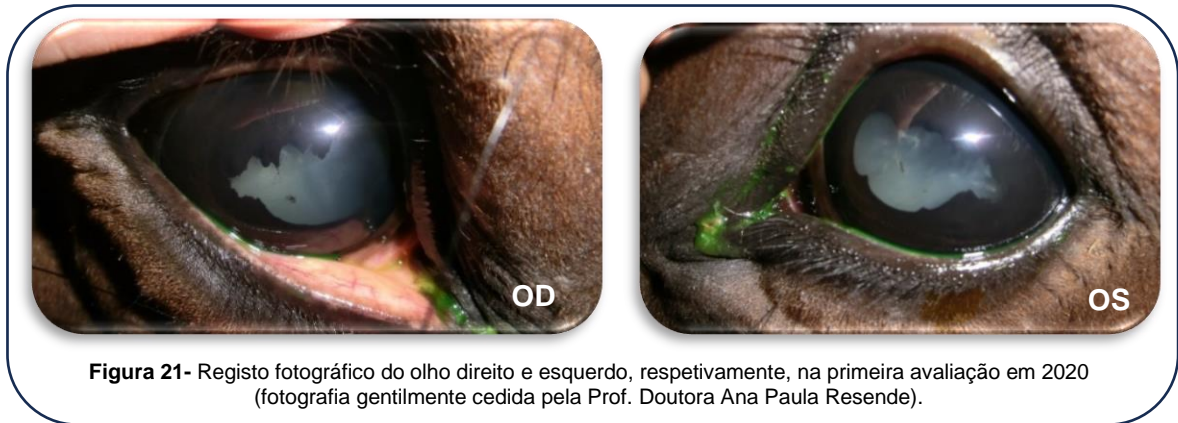 OD
OS
Figura 21- Registo fotográfico do olho direito e esquerdo, respetivamente, na primeira avaliação em 2020
(fotografia gentilmente cedida pela Prof. Doutora Ana Paula Resende).